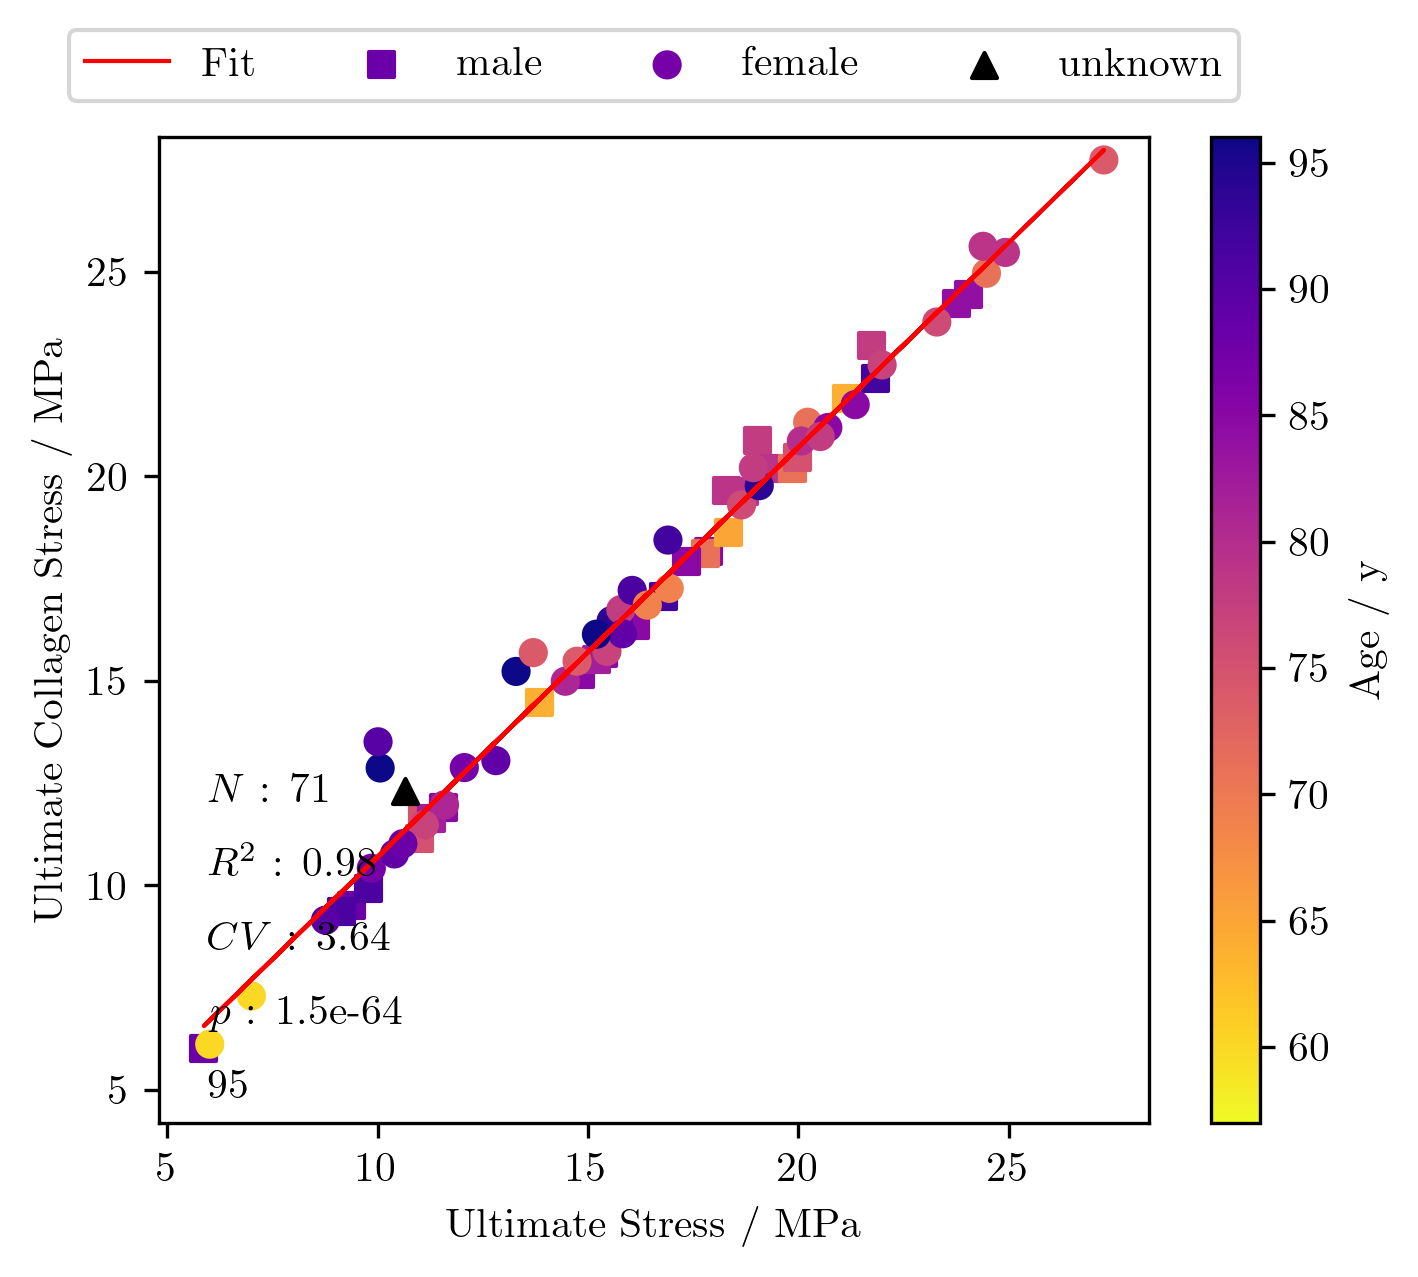 Fit male female unknown
Ultimate Collagen Stress / MPa
25
20
15
10
5
N : 71
R² : 0.98
CV : 3.64
p : 1.5e-64
95
5 10 15 20 25
Ultimate Stress / MPa
95
90
85
80
75
70
65
60
Age / y